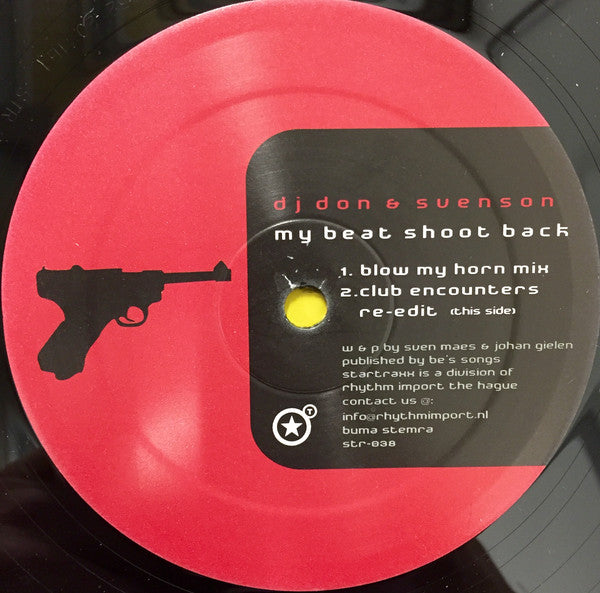 dj don & svenson
my beat shoot back
1. blow my horn mix
2.club encounters
re-edit (this side)
w & p by sven maes & johan gielen
published by be's songs
startraxx is a division of
rhythm import the hague
contact us @:
info@rhythmimport.nl
buma stemra
str-038
T